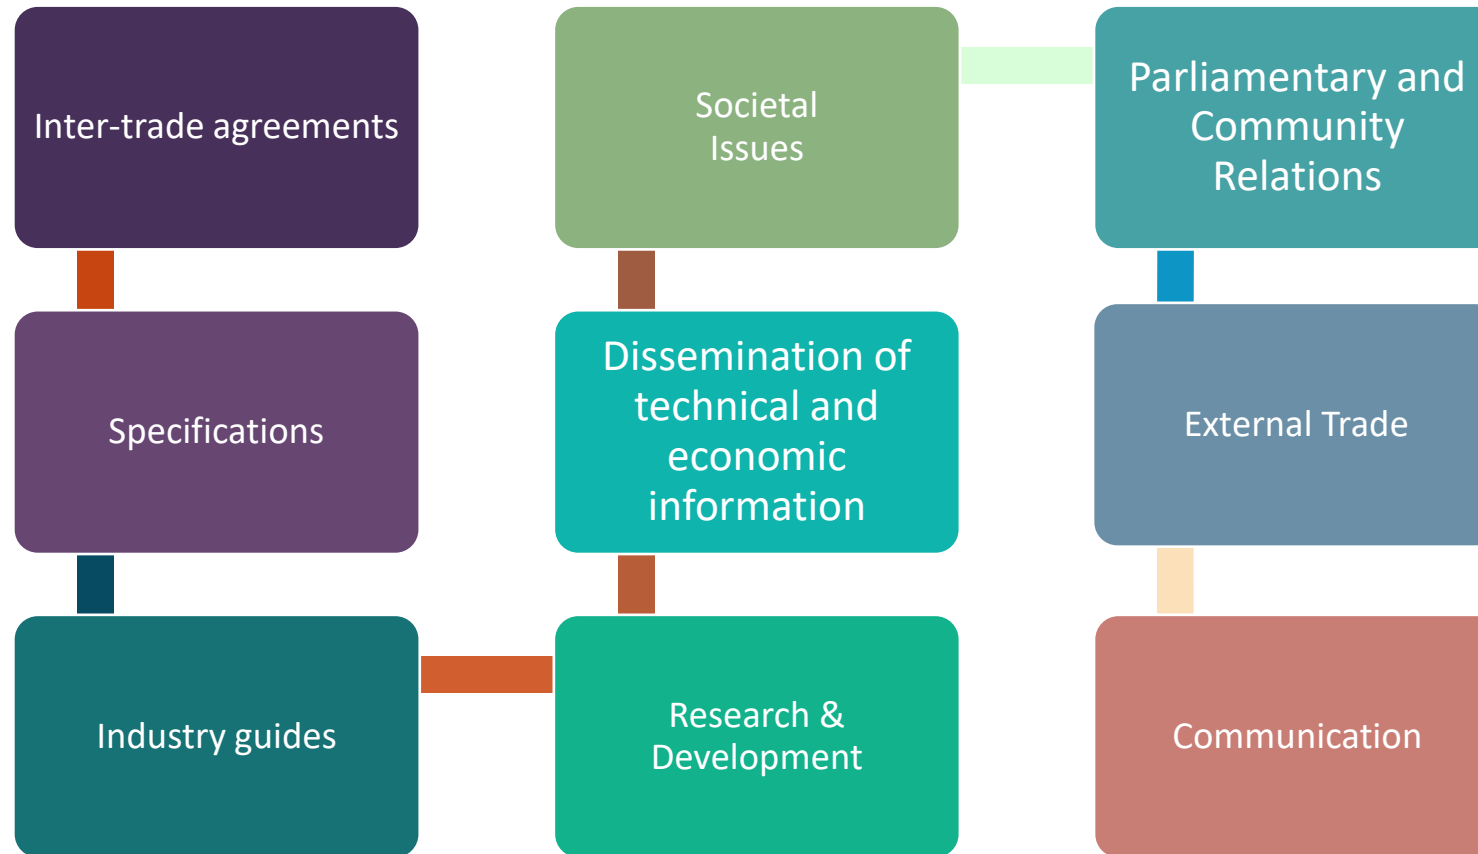 Inter-trade agreements
Specifications
Industry guides
Research &
Development
Dissemination of
technical and
economic
information
Societal
Issues
Parliamentary and
Community
Relations
External Trade
Communication